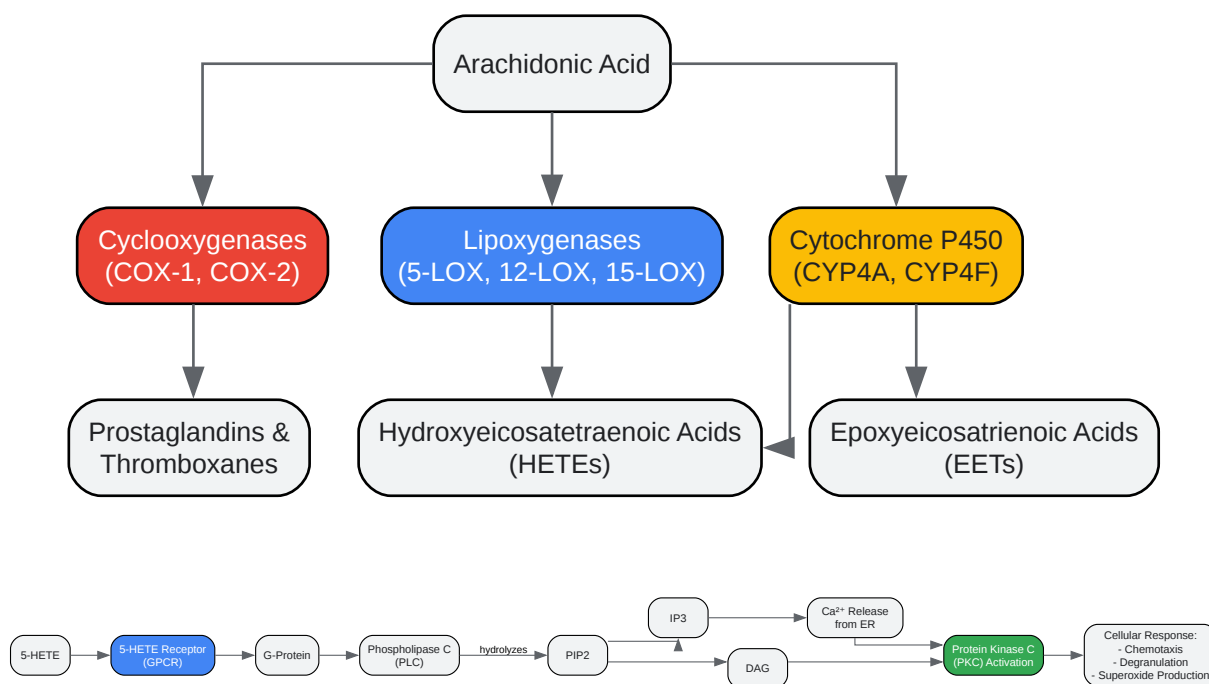 Arachidonic Acid
Cyclooxygenases
(COX-1, COX-2)
Lipoxygenases
(5-LOX, 12-LOX, 15-LOX)
Cytochrome P450
(CYP4A, CYP4F)
Prostaglandins &
Thromboxanes
Hydroxyeicosatetraenoic Acids
(HETEs)
Epoxyeicosatrienoic Acids
(EETs)
5-HETE
5-HETE Receptor
(GPCR)
G-Protein
Phospholipase C
(PLC)
hydrolyzes
PIP2
IP3
DAG
Ca²⁺ Release
from ER
Protein Kinase C
(PKC) Activation
Cellular Response:
- Chemotaxis
- Degranulation
- Superoxide Production